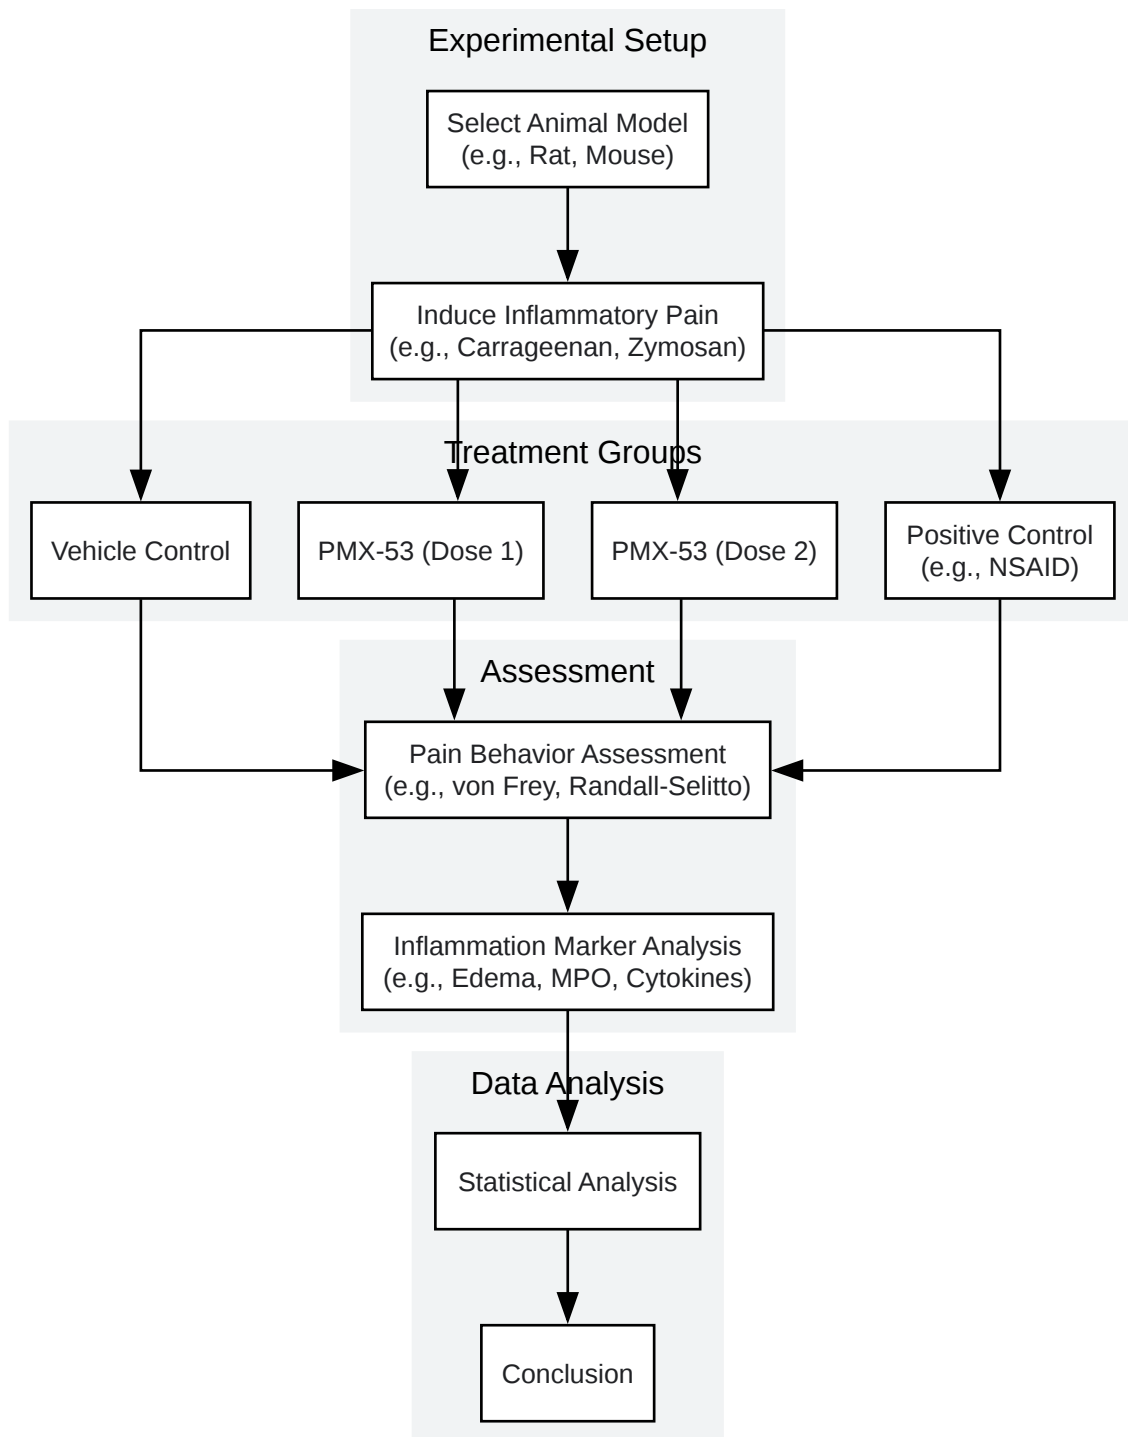 Experimental Setup
Select Animal Model
(e.g., Rat, Mouse)
Induce Inflammatory Pain
(e.g., Carrageenan, Zymosan)
Treatment Groups
Vehicle Control
PMX-53 (Dose 1)
PMX-53 (Dose 2)
Positive Control
(e.g., NSAID)
Assessment
Pain Behavior Assessment
(e.g., von Frey, Randall-Selitto)
Inflammation Marker Analysis
(e.g., Edema, MPO, Cytokines)
Data Analysis
Statistical Analysis
Conclusion